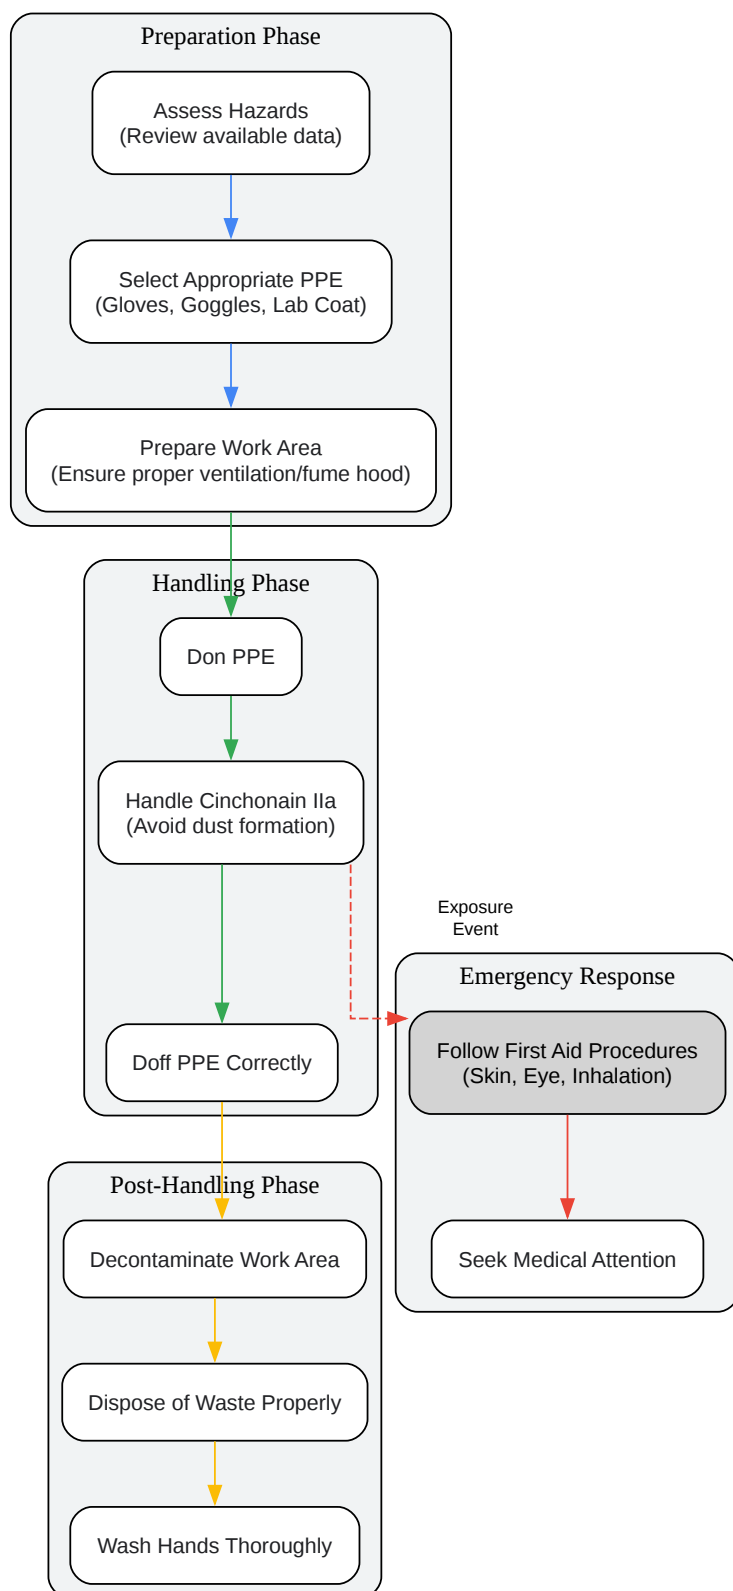 Preparation Phase
Assess Hazards
(Review available data)
Select Appropriate PPE
(Gloves, Goggles, Lab Coat)
Prepare Work Area
(Ensure proper ventilation/fume hood)
Handling Phase
Don PPE
Handle Cinchonain IIa
(Avoid dust formation)
Doff PPE Correctly
Exposure
Event
Emergency Response
Follow First Aid Procedures
(Skin, Eye, Inhalation)
Seek Medical Attention
Post-Handling Phase
Decontaminate Work Area
Dispose of Waste Properly
Wash Hands Thoroughly